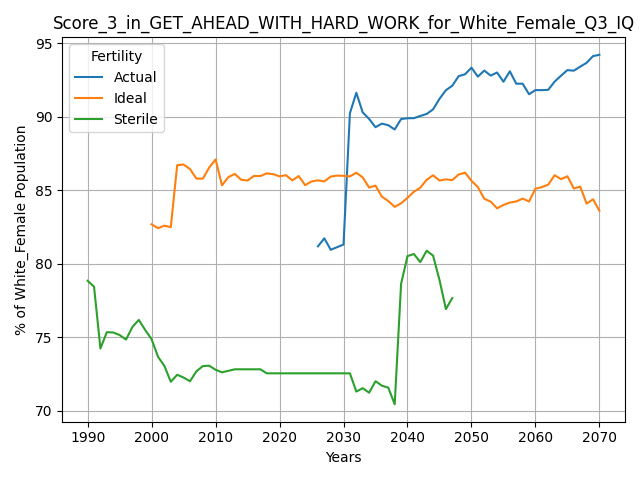 Score_3_in_GET_AHEAD_WITH_HARD_WORK_for_White_Female_Q3_IQ
Fertility
Actual
Ideal
Sterile
% of White_Female Population
95
90
85
80
75
70
1990 2000 2010 2020 2030 2040 2050 2060 2070
Years